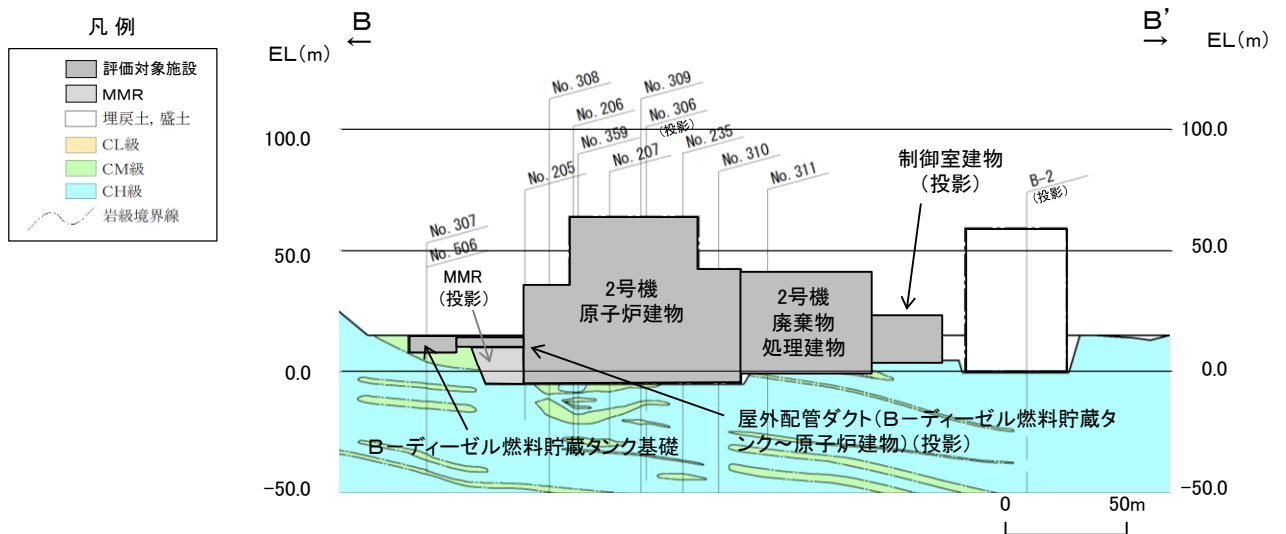 凡 例
評価対象施設
MMR
埋戻土, 盛土
CL級
CM級
CH級
岩級境界線
B
B’
EL(m)
EL(m)
100.0
50.0
0.0
-50.0
100.0
50.0
0.0
-50.0
No. 307
No. 506
No. 205
No. 308
No. 206
No. 359
No. 207
No. 309
No. 306
(投影)
No. 235
No. 310
No. 311
B-2
(投影)
MMR
(投影)
2号機
原子炉建物
2号機
廃棄物
処理建物
制御室建物
(投影)
B-ディーゼル燃料貯蔵タンク基礎
屋外配管ダクト(B-ディーゼル燃料貯蔵タ
ンク~原子炉建物)(投影)
0
50m